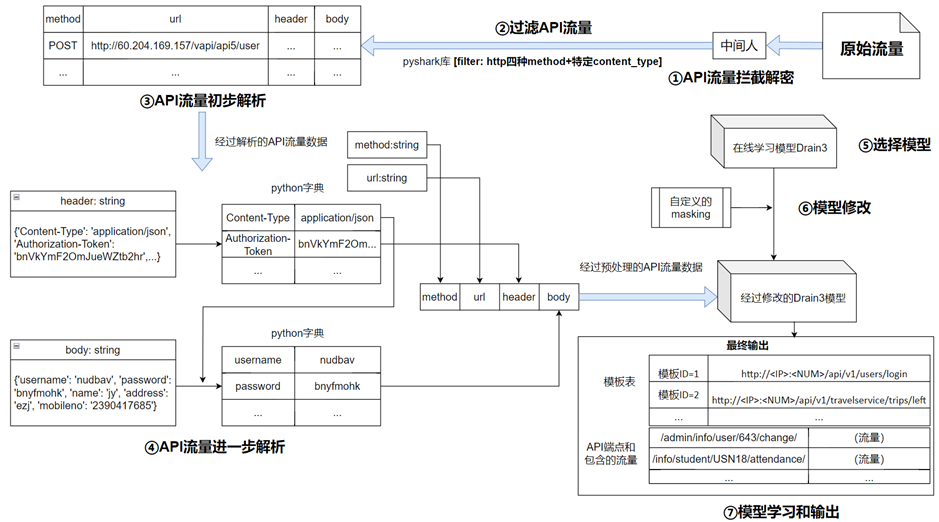 method
url
header
body
POST
http://60.204.169.157/vapi/api5/user
...
...
...
...
...
...
②过滤API流量
中间人
原始流量
pyshark库 [filter: http四种method+特定content_type]
①API流量拦截解密
③API流量初步解析
经过解析的API流量数据
method:string
url:string
在线学习模型Drain3
⑤选择模型
header: string
{'Content-Type': 'application/json',
'Authorization-Token':
'bnVkYmF2OmJueWZtb2hr',...}
python字典
Content-Type
application/json
Authorization-
Token
bnVkYmF2Om...
...
...
自定义的
masking
⑥模型修改
经过预处理的API流量数据
method
url
header
body
经过修改的Drain3模型
body: string
{'username': 'nudbav', 'password':
'bnyfmohk', 'name': 'jy', 'address':
'ezj', 'mobileno': '2390417685'}
python字典
username
nudbav
password
bnyfmohk
...
...
④API流量进一步解析
最终输出
模板表
模板ID=1
http://<IP>:<NUM>/api/v1/users/login
模板ID=2
http://<IP>:<NUM>/api/v1/travelservice/trips/left
...
...
API端点和
包含的流量
/admin/info/user/643/change/
(流量)
/info/student/USN18/attendance/
(流量)
...
...
⑦模型学习和输出